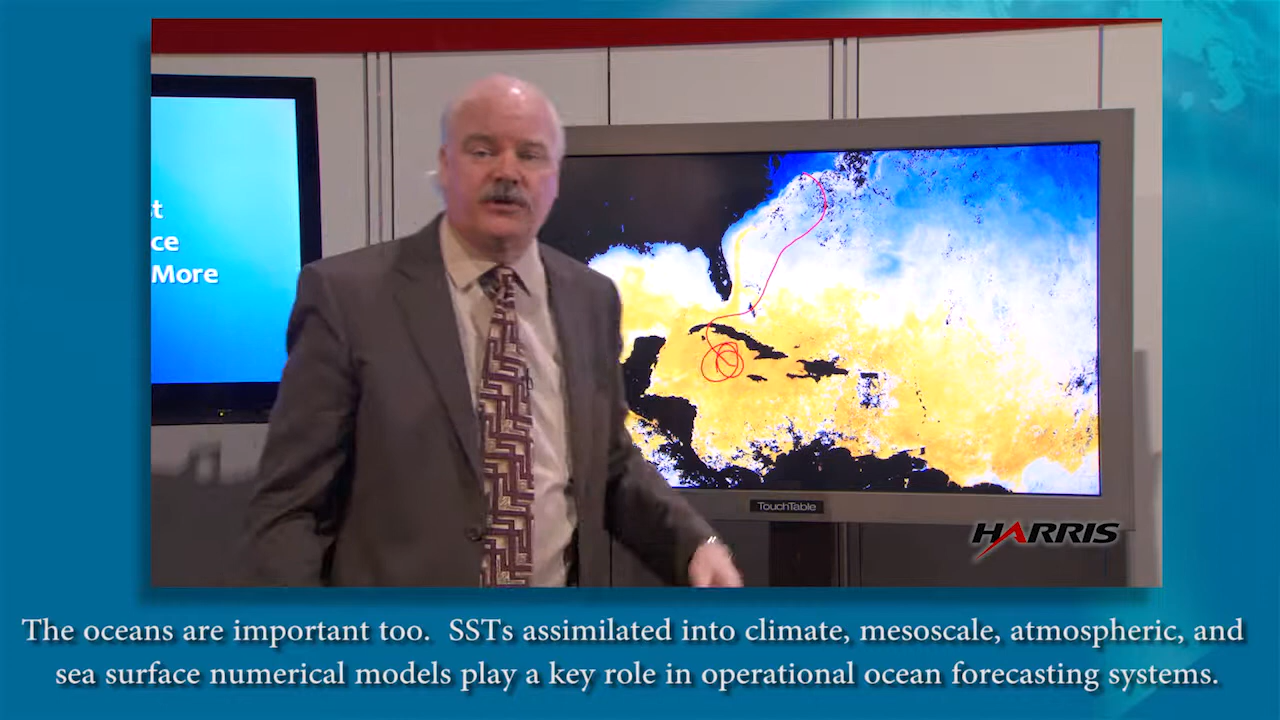 st
ce
More
TouchTable
HARRIS
The oceans are important too.  SSTs assimilated into climate, mesoscale, atmospheric, and
sea surface numerical models play a key role in operational ocean forecasting systems.